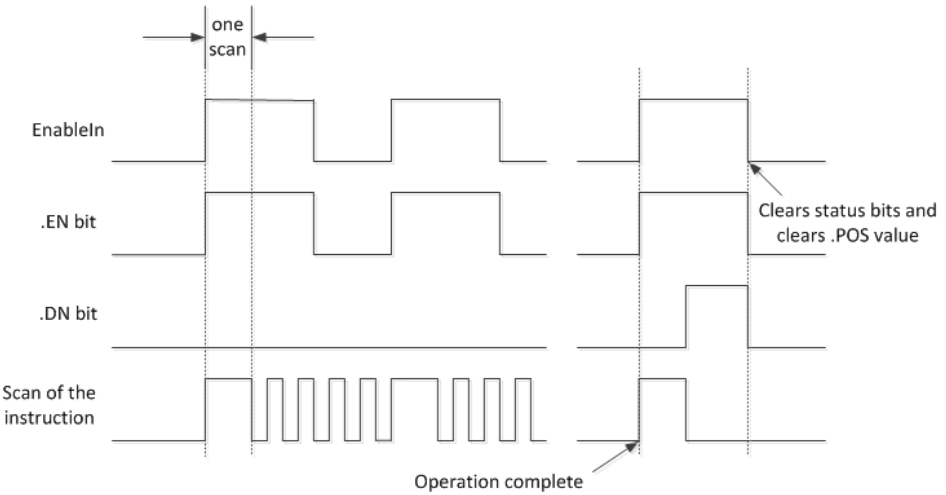 one
scan
EnableIn
.EN bit
Clears status bits and
clears .POS value
.DN bit
Scan of the
instruction
Operation complete